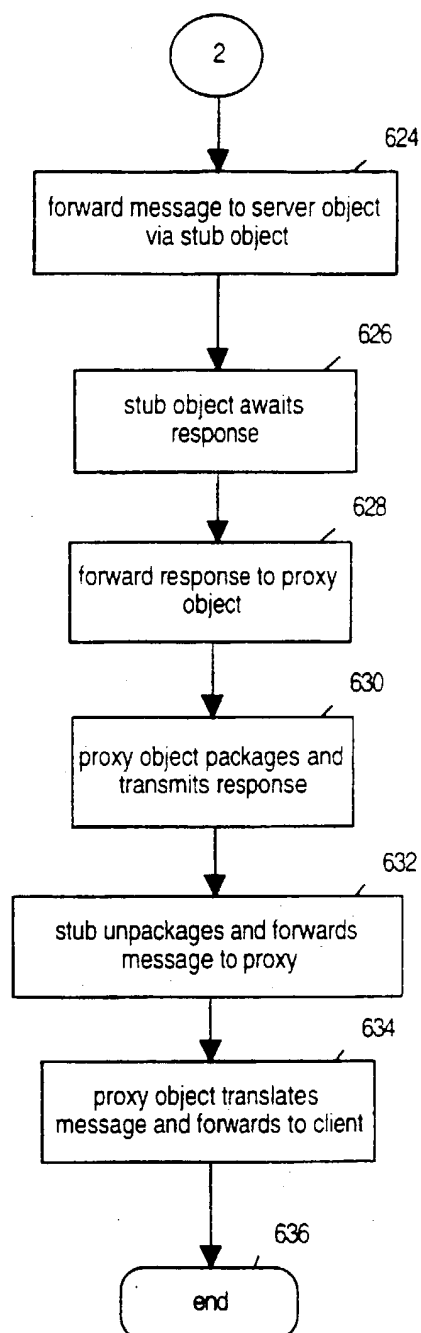 2
624
forward message to server object
via stub object
626
stub object awaits
response
628
forward response to proxy
object
630
proxy object packages and
transmits response
632
stub unpackages and forwards
message to proxy
634
proxy object translates
message and forwards to client
636
end